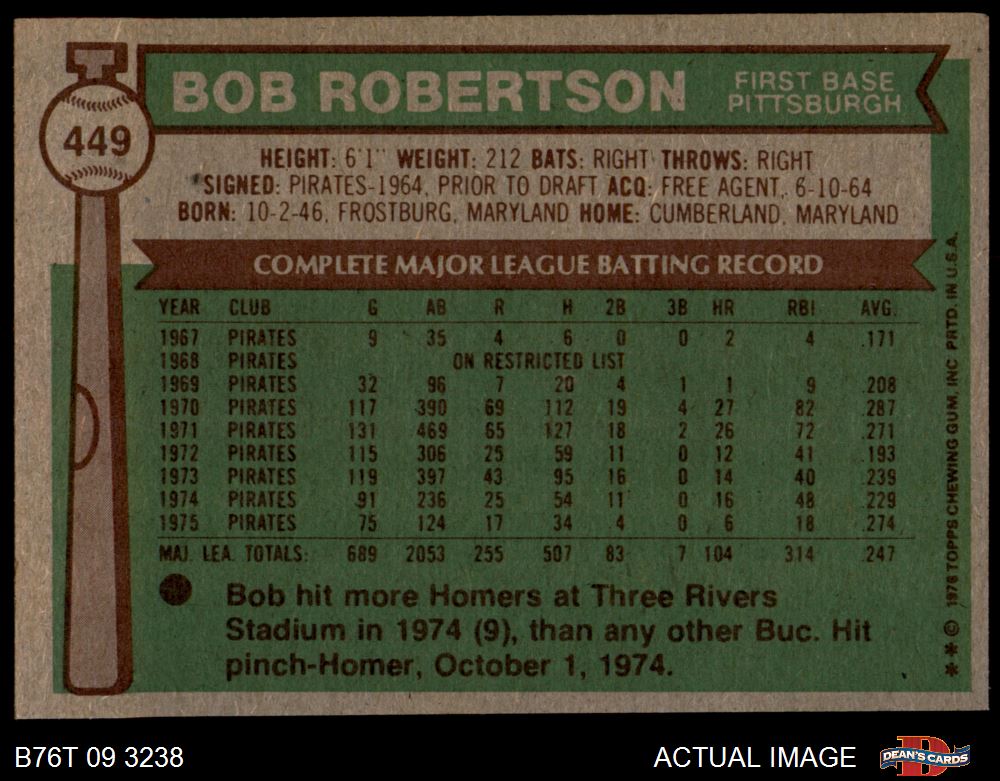 BOB ROBERTSON
FIRST BASE
PITTSBURGH
449
HEIGHT: 6'1" WEIGHT: 212 BATS: RIGHT THROWS: RIGHT
SIGNED: PIRATES-1964, PRIOR TO DRAFT ACQ: FREE AGENT, 6-10-64
BORN: 10-2-46, FROSTBURG, MARYLAND HOME: CUMBERLAND, MARYLAND
COMPLETE MAJOR LEAGUE BATTING RECORD
YEAR CLUB G AB R H 2B 3B HR RBI AVG.
1967 PIRATES 9 35 4 6 0 0 2 4 .171
1968 PIRATES ON RESTRICTED LIST
1969 PIRATES 32 96 7 20 4 1 1 9 .208
1970 PIRATES 117 390 69 112 19 4 27 82 .287
1971 PIRATES 131 469 65 127 18 2 26 72 .271
1972 PIRATES 115 306 25 59 11 0 12 41 .193
1973 PIRATES 119 397 43 95 16 0 14 40 .239
1974 PIRATES 91 236 25 54 11 0 16 48 .229
1975 PIRATES 75 124 17 34 4 0 6 18 .274
MAJ. LEA. TOTALS: 689 2053 255 507 83 7 104 314 .247
Bob hit more Homers at Three Rivers
Stadium in 1974 (9), than any other Buc. Hit
pinch-Homer, October 1, 1974.
** © 1976 TOPPS CHEWING GUM, INC PRTD. IN U.S.A.
B76T 09 3238
ACTUAL IMAGE
DEAN'S CARDS